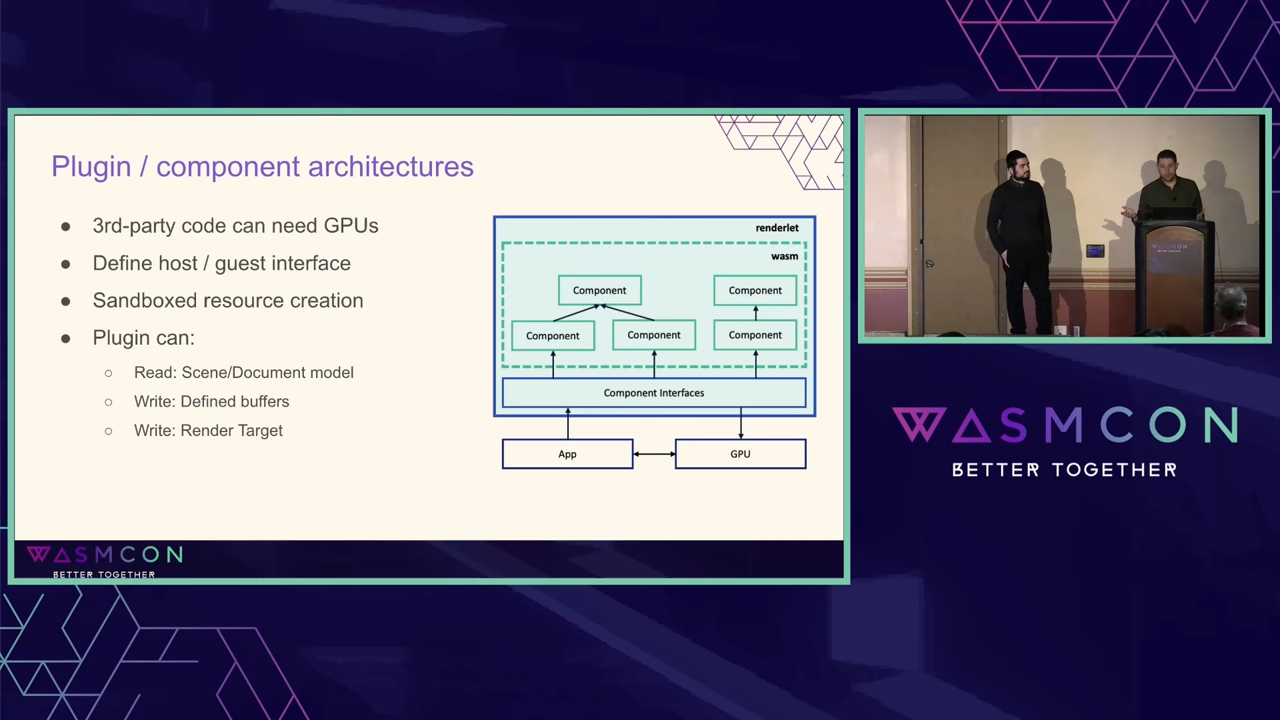 Plugin / component architectures
● 3rd-party code can need GPUs
● Define host / guest interface
● Sandboxed resource creation
● Plugin can:
○ Read: Scene/Document model
○ Write: Defined buffers
○ Write: Render Target
renderlet
wasm
Component
Component
Component
Component
Component
Component Interfaces
App
GPU
WASMCON
BETTER TOGETHER
WASMCON
WASMCON
BETTER TOGETHER